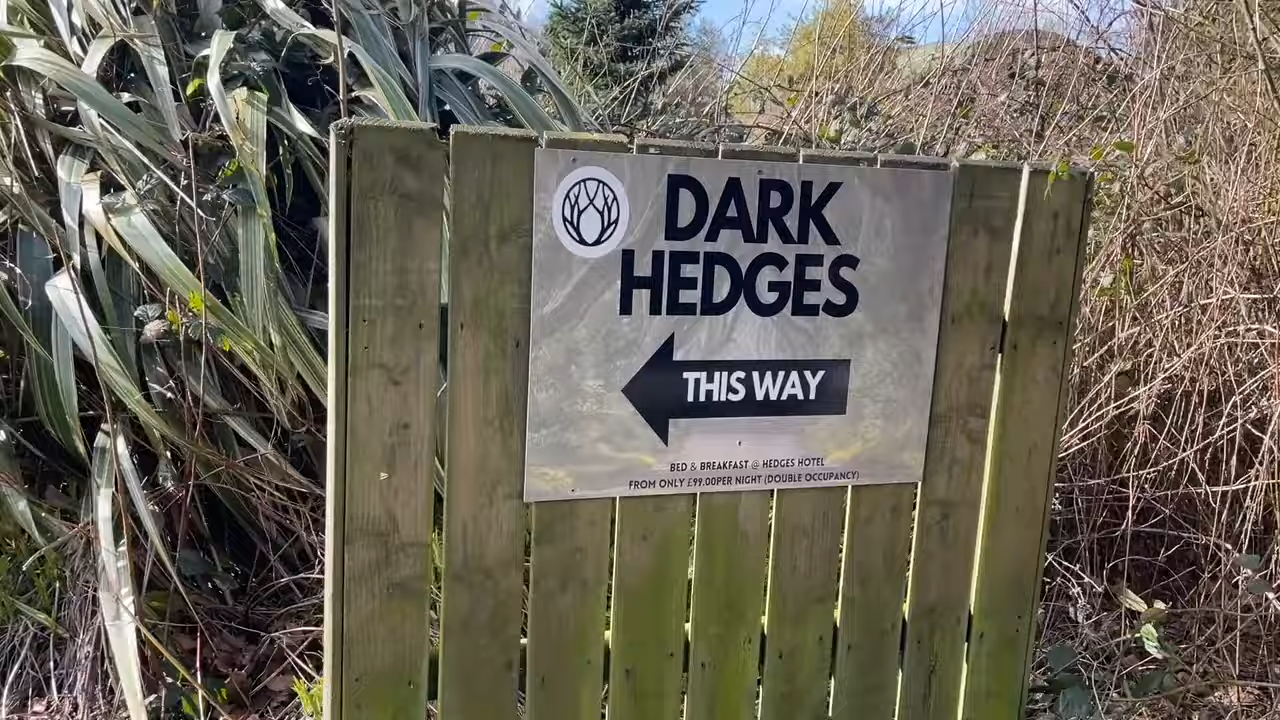 DARK
HEDGES
THIS WAY
BED & BREAKFAST @ HEDGES HOTEL
FROM ONLY £99.00PER NIGHT (DOUBLE OCCUPANCY)